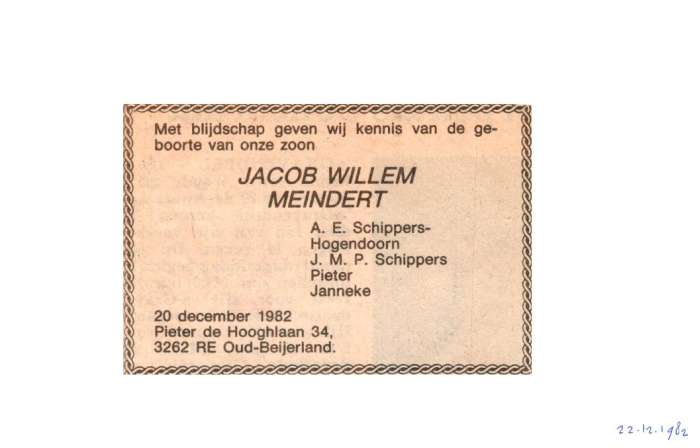 Met blijdschap geven wij kennis van de ge-
boorte van onze zoon
JACOB WILLEM
MEINDERT
A. E. Schippers-
Hogendoorn
J. M. P. Schippers
Pieter
Janneke
20 december 1982
Pieter de Hooghlaan 34,
3262 RE Oud-Beijerland.
22.12.1982